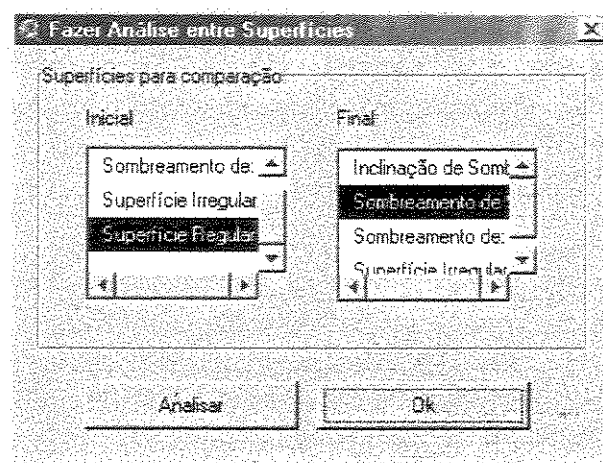 Fazer Análise entre Superfícies
Superfícies para comparação
Inicial
Final
Sombreamento de:
Superfície Irregular
Superfície Regular
Inclinação de Somb
Sombreamento de
Sombreamento de:
Superfície Irregular
Analisar
Ok